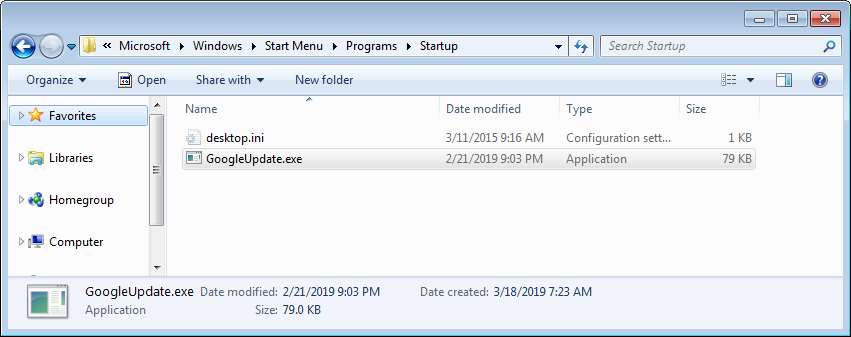 « Microsoft Windows Start Menu Programs Startup Search Startup
Organize Open Share with New folder
Favorites
Libraries
Homegroup
Computer
Name Date modified Type Size
desktop.ini 3/11/2015 9:16 AM Configuration sett... 1 KB
GoogleUpdate.exe 2/21/2019 9:03 PM Application 79 KB
GoogleUpdate.exe Date modified: 2/21/2019 9:03 PM Date created: 3/18/2019 7:23 AM
Application Size: 79.0 KB